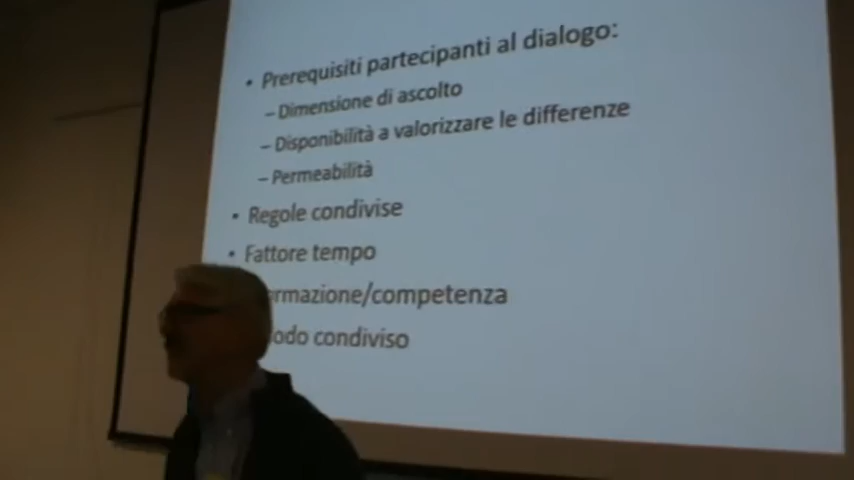 • Prerequisiti partecipanti al dialogo:
– Dimensione di ascolto
– Disponibilità a valorizzare le differenze
– Permeabilità
• Regole condivise
• Fattore tempo
rmazione/competenza
odo condiviso